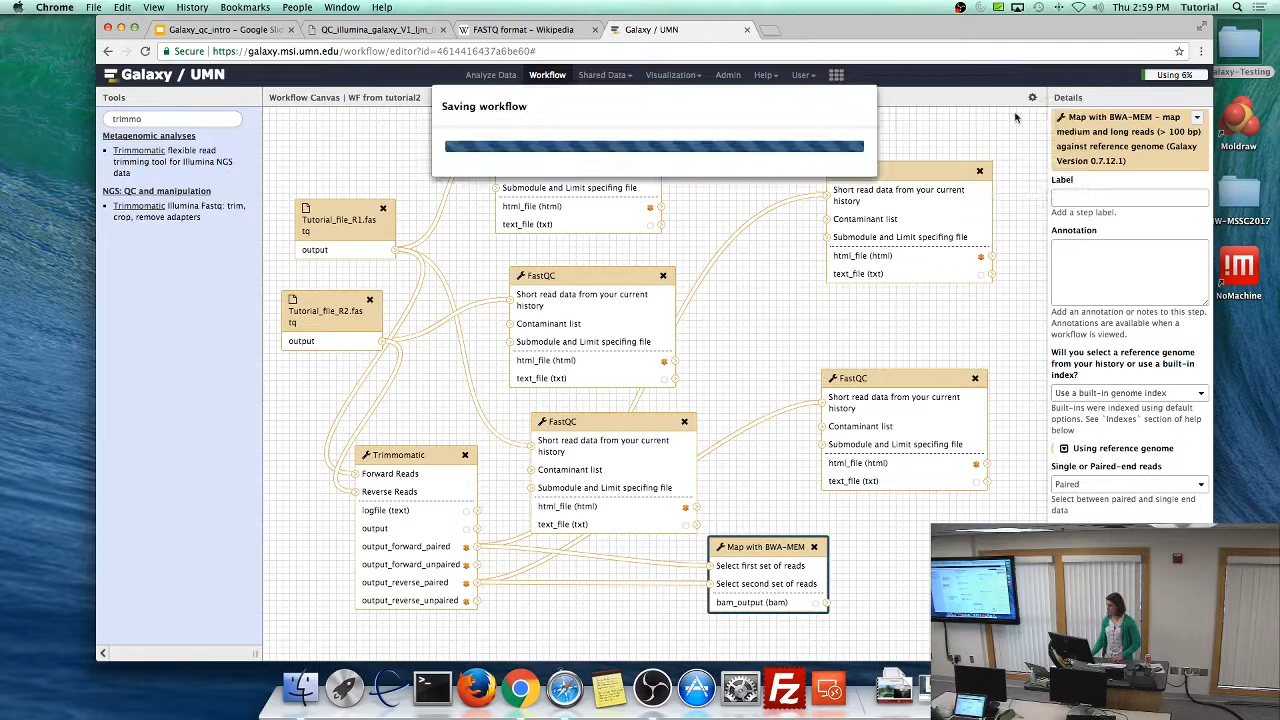 Chrome File Edit View History Bookmarks People Window Help
Thu 2:59 PM Tutorial
Galaxy_qc_intro - Google Slid
QC_illumina_galaxy_V1_ljm_l
FASTQ format - Wikipedia
Galaxy / UMN
Tutorial
Secure https://galaxy.msi.umn.edu/workflow/editor?id=4614416437a6be60#
Galaxy / UMN
Analyze Data Workflow Shared Data Visualization Admin Help User
Using 6%
Tools
Workflow Canvas | WF from tutorial2
Details
trimmo
Metagenomic analyses
Trimmomatic flexible read
trimming tool for Illumina NGS
data
NGS: QC and manipulation
Trimmomatic Illumina Fastq: trim,
crop, remove adapters
Saving workflow
Tutorial_file_R1.fas
tq
output
Tutorial_file_R2.fas
tq
output
Submodule and Limit specifing file
html_file (html)
text_file (txt)
FastQC
Short read data from your current
history
Contaminant list
Submodule and Limit specifing file
html_file (html)
text_file (txt)
FastQC
Short read data from your current
history
Contaminant list
Submodule and Limit specifing file
html_file (html)
text_file (txt)
Trimmomatic
Forward Reads
Reverse Reads
logfile (text)
output
output_forward_paired
output_forward_unpaired
output_reverse_paired
output_reverse_unpaired
Short read data from your current
history
Contaminant list
Submodule and Limit specifing file
html_file (html)
text_file (txt)
FastQC
Short read data from your current
history
Contaminant list
Submodule and Limit specifing file
html_file (html)
text_file (txt)
Map with BWA-MEM
Select first set of reads
Select second set of reads
bam_output (bam)
Map with BWA-MEM - map
medium and long reads (> 100 bp)
against reference genome (Galaxy
Version 0.7.12.1)
Label
Add a step label.
Annotation
Add an annotation or notes to this step.
Annotations are available when a
workflow is viewed.
Will you select a reference genome
from your history or use a built-in
index?
Use a built-in genome index
Built-ins were indexed using default
options. See `Indexes` section of help
below
Using reference genome
Single or Paired-end reads
Paired
Select between paired and single end
data
alaxy-Testing
Moldraw
W-MSSC2017
!M
NoMachine
Fz